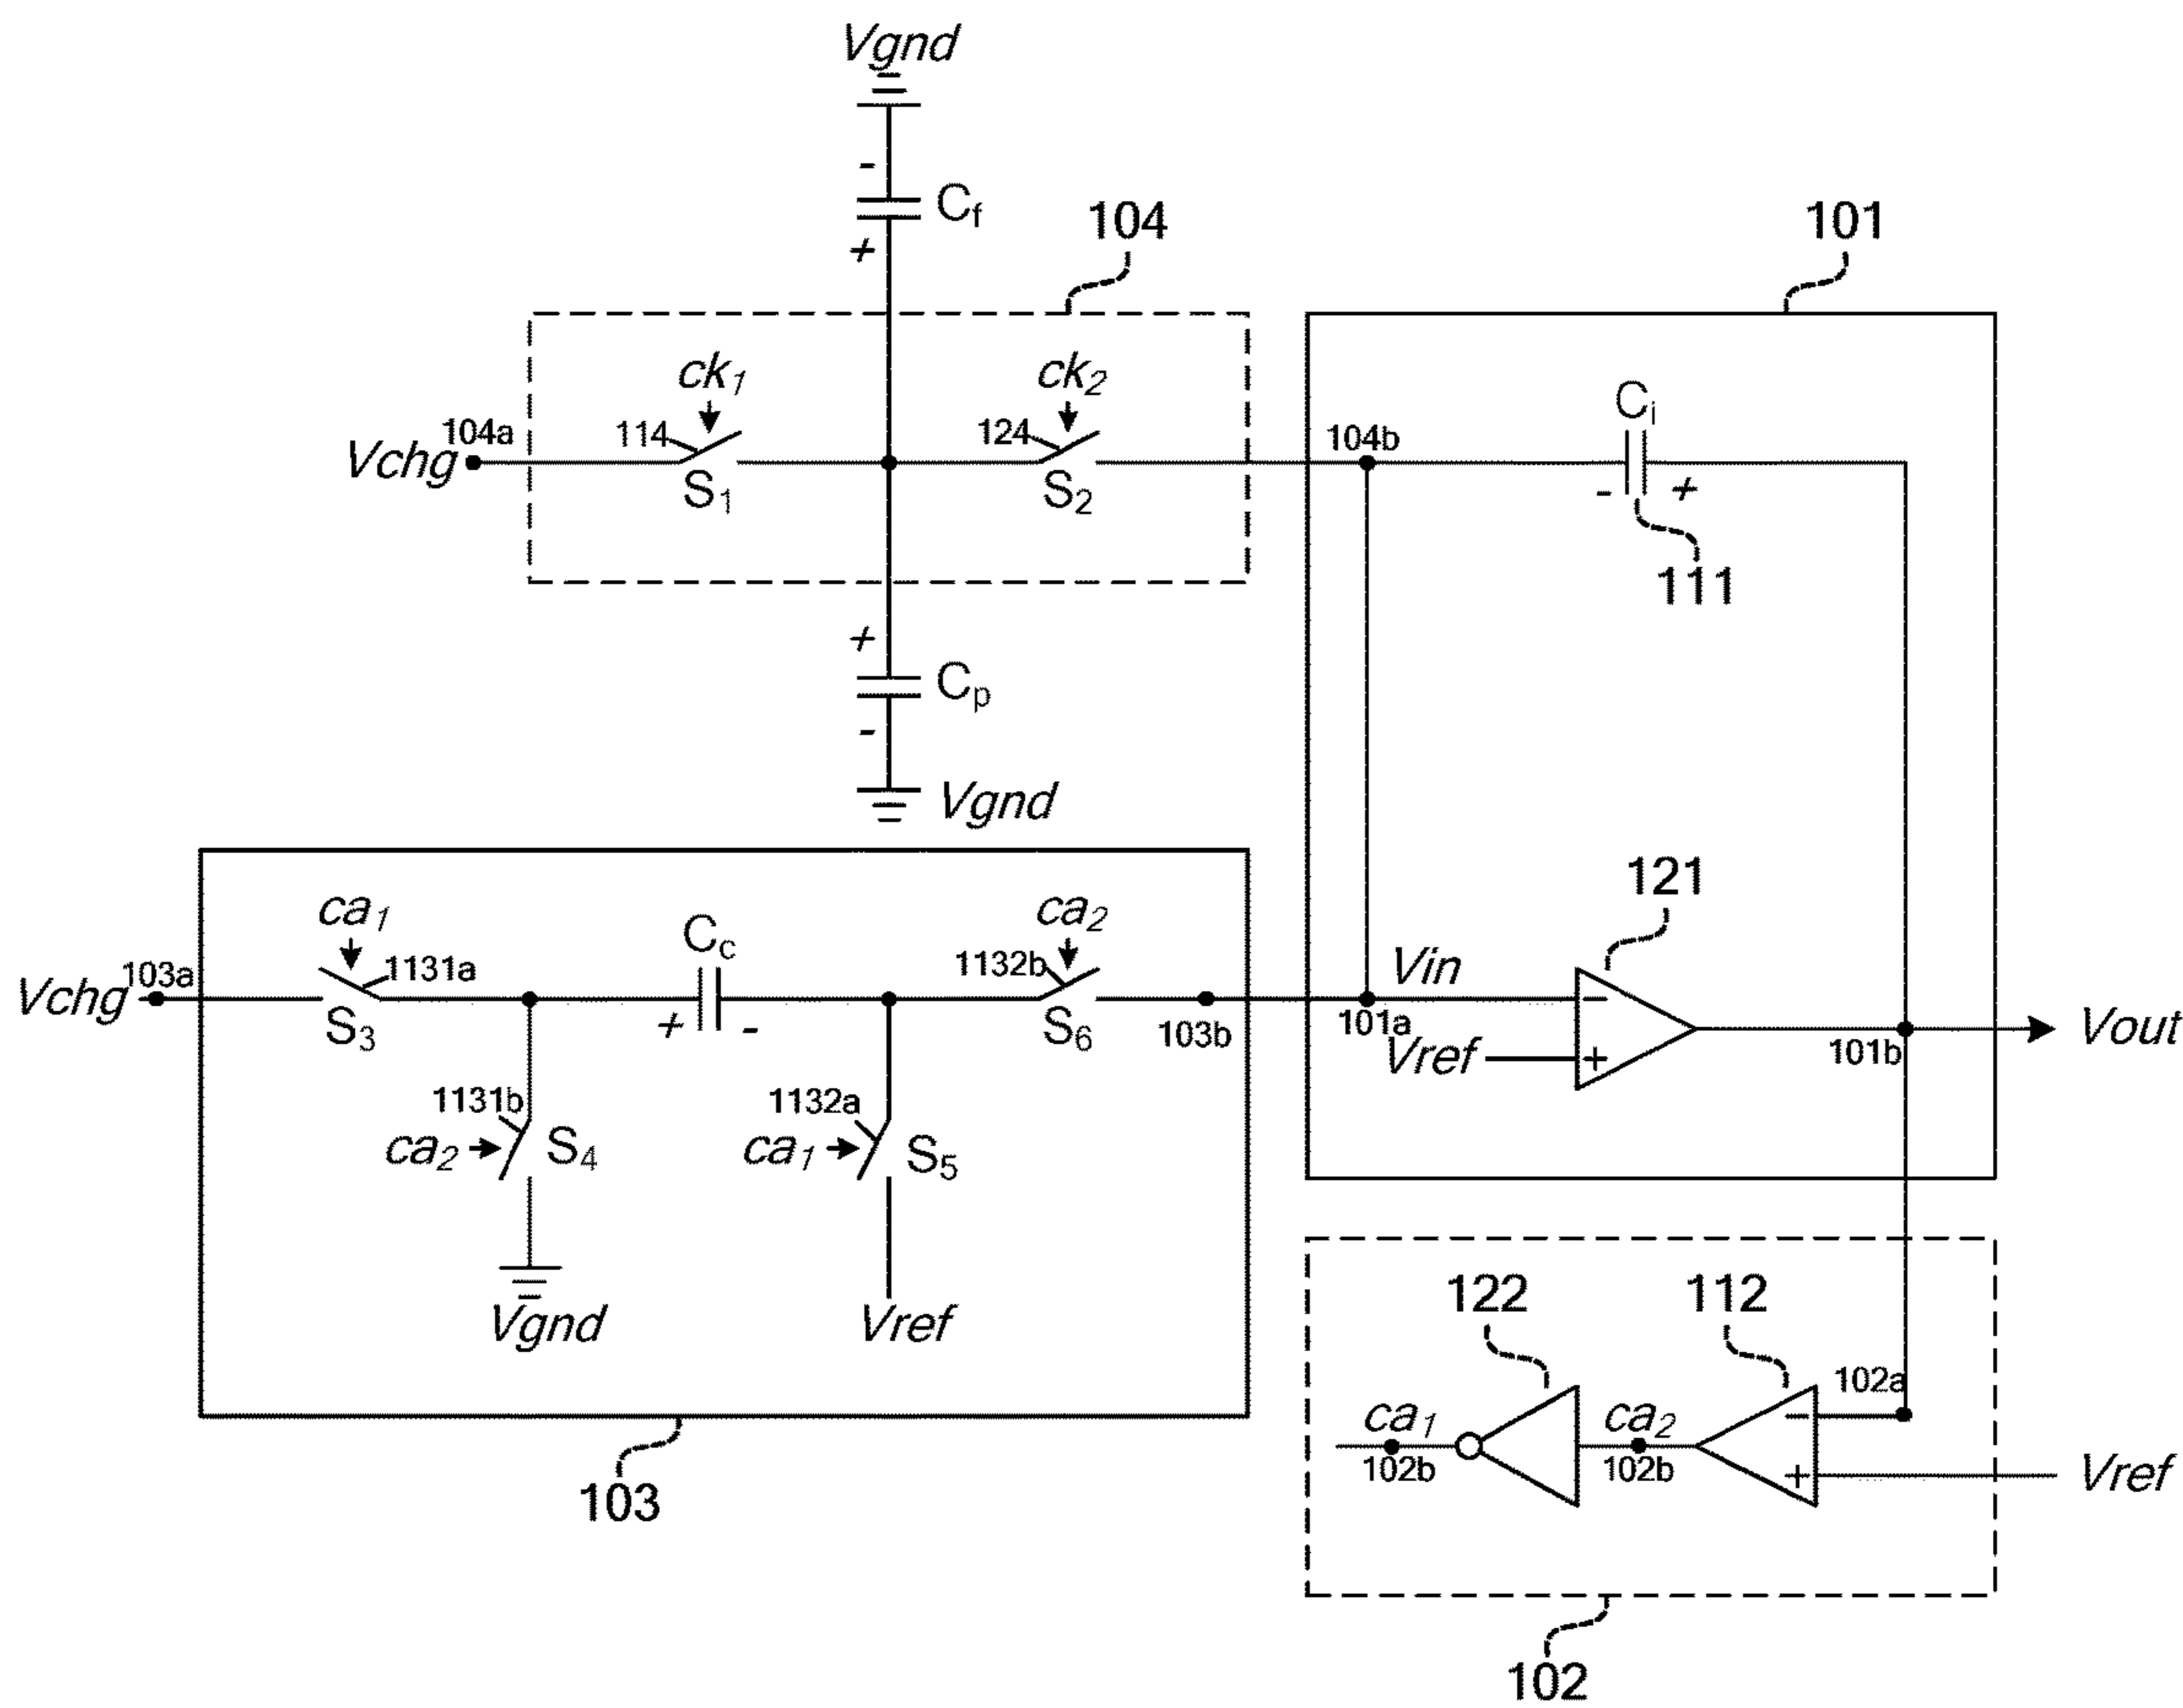 Vgnd
-
Cf
+
104
101
ck1
ck2
Ci
Vchg
104a
114
124
104b
S1
S2
-
+
111
+
Cp
-
Vgnd
121
ca1
Cc
ca2
Vchg
103a
1131a
1132b
Vin
-
S3
+
-
S6
103b
101a
Vref
+
101b
Vout
1131b
1132a
ca2
S4
ca1
S5
Vgnd
Vref
122
112
102a
ca1
ca2
-
102b
102b
+
Vref
103
102